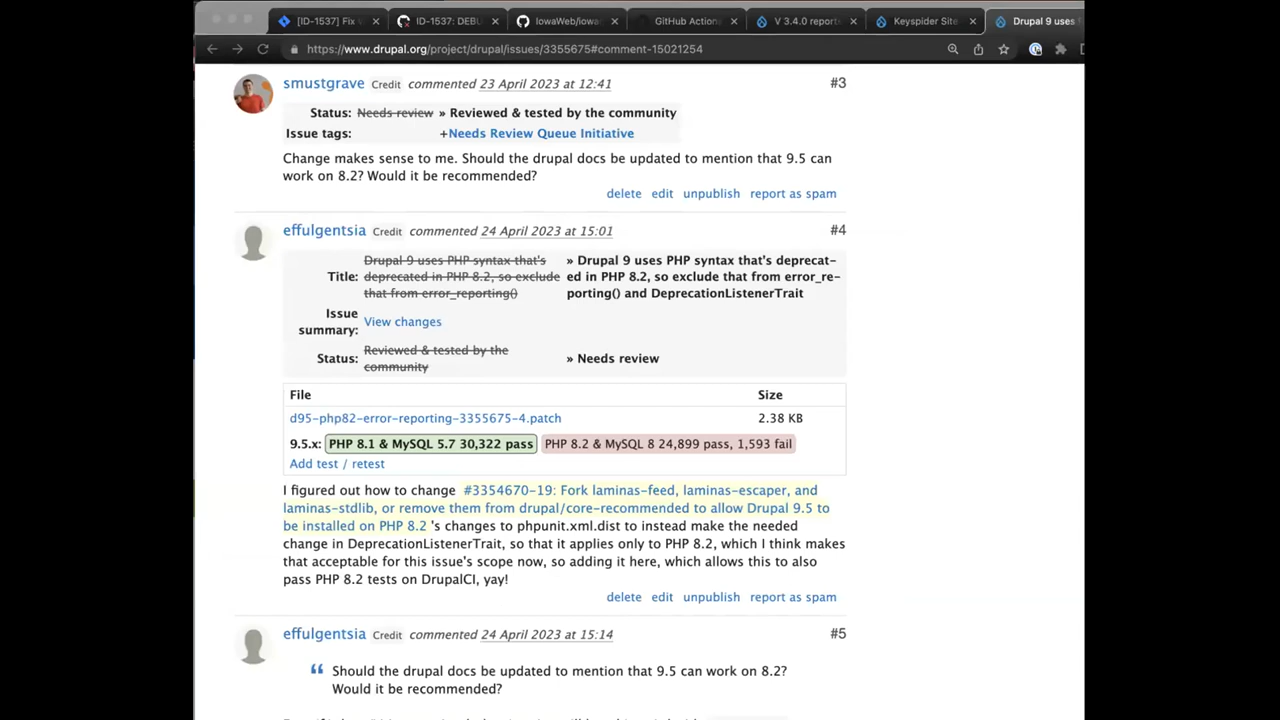 [ID-1537] Fix
ID-1537: DEBU
IowaWeb/iowa
GitHub Actions
V 3.4.0 report
Keyspider Site
Drupal 9 uses
https://www.drupal.org/project/drupal/issues/3355675#comment-15021254
smustgrave Credit commented 23 April 2023 at 12:41 #3
Status: Needs review » Reviewed & tested by the community
Issue tags: +Needs Review Queue Initiative
Change makes sense to me. Should the drupal docs be updated to mention that 9.5 can
work on 8.2? Would it be recommended?
delete edit unpublish report as spam
effulgentsia Credit commented 24 April 2023 at 15:01 #4
Drupal 9 uses PHP syntax that's » Drupal 9 uses PHP syntax that's deprecat-
Title: deprecated in PHP 8.2, so exclude ed in PHP 8.2, so exclude that from error_re-
that from error_reporting() porting() and DeprecationListenerTrait
Issue
summary: View changes
Status: Reviewed & tested by the » Needs review
community
File Size
d95-php82-error-reporting-3355675-4.patch 2.38 KB
9.5.x: PHP 8.1 & MySQL 5.7 30,322 pass PHP 8.2 & MySQL 8 24,899 pass, 1,593 fail
Add test / retest
I figured out how to change #3354670-19: Fork laminas-feed, laminas-escaper, and
laminas-stdlib, or remove them from drupal/core-recommended to allow Drupal 9.5 to
be installed on PHP 8.2 's changes to phpunit.xml.dist to instead make the needed
change in DeprecationListenerTrait, so that it applies only to PHP 8.2, which I think makes
that acceptable for this issue's scope now, so adding it here, which allows this to also
pass PHP 8.2 tests on DrupalCI, yay!
delete edit unpublish report as spam
effulgentsia Credit commented 24 April 2023 at 15:14 #5
Should the drupal docs be updated to mention that 9.5 can work on 8.2?
Would it be recommended?